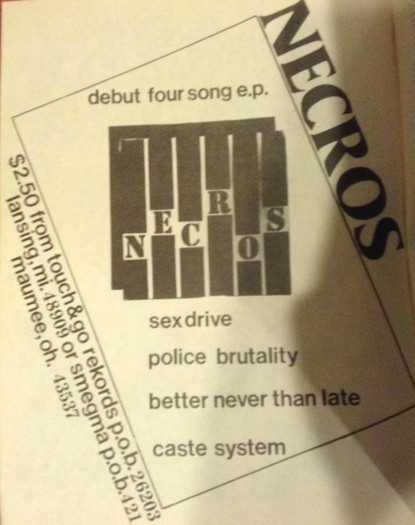 NECROS
debut four song e.p.
NECROS
sex drive
police brutality
better never than late
caste system
$2.50 from touch&go rekords p.o.b. 26203
lansing, mi. 48909 or smegma p.o.b. 421
maumee, oh. 43537